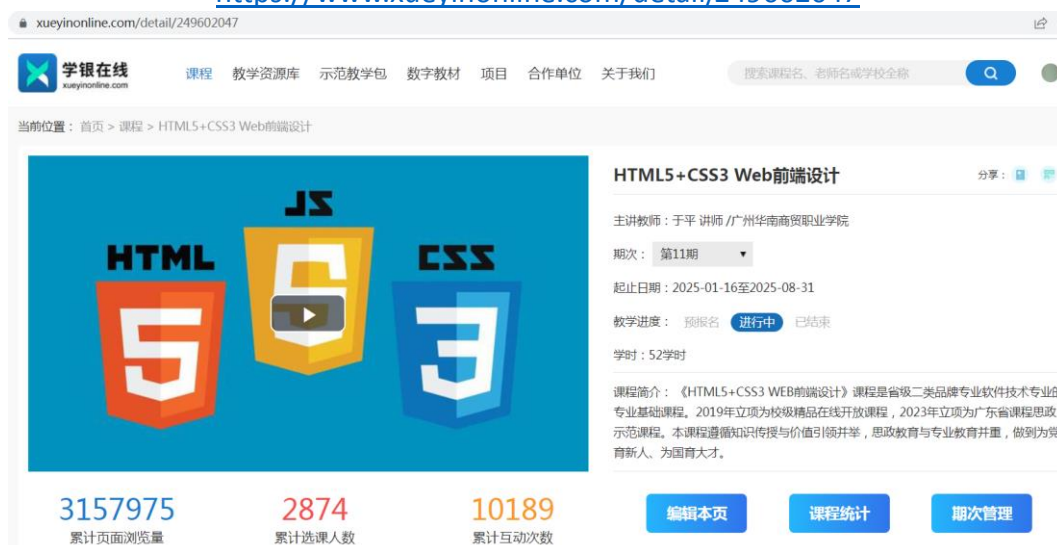 https://www.xueyinonline.com/detail/249602047
xueyinonline.com/detail/249602047
学银在线
xueyinonline.com
课程 教学资源库 示范教学包 数字教材 项目 合作单位 关于我们
搜索课程名、老师名或学校全称
当前位置： 首页 > 课程 > HTML5+CSS3 Web前端设计
HTML
5
JS
5
CSS
3
HTML5+CSS3 Web前端设计
分享：
主讲教师：于平 讲师 /广州华南商贸职业学院
期次： 第11期
起止日期：2025-01-16至2025-08-31
教学进度： 预报名 进行中 已结束
学时：52学时
课程简介： 《HTML5+CSS3 WEB前端设计》课程是省级二类品牌专业软件技术专业的
专业基础课程。2019年立项为校级精品在线开放课程，2023年立项为广东省课程思政
示范课程。本课程遵循知识传授与价值引领并举，思政教育与专业教育并重，做到为党
育新人、为国育大才。
3157975
累计页面浏览量
2874
累计选课人数
10189
累计互动次数
编辑本页 课程统计 期次管理